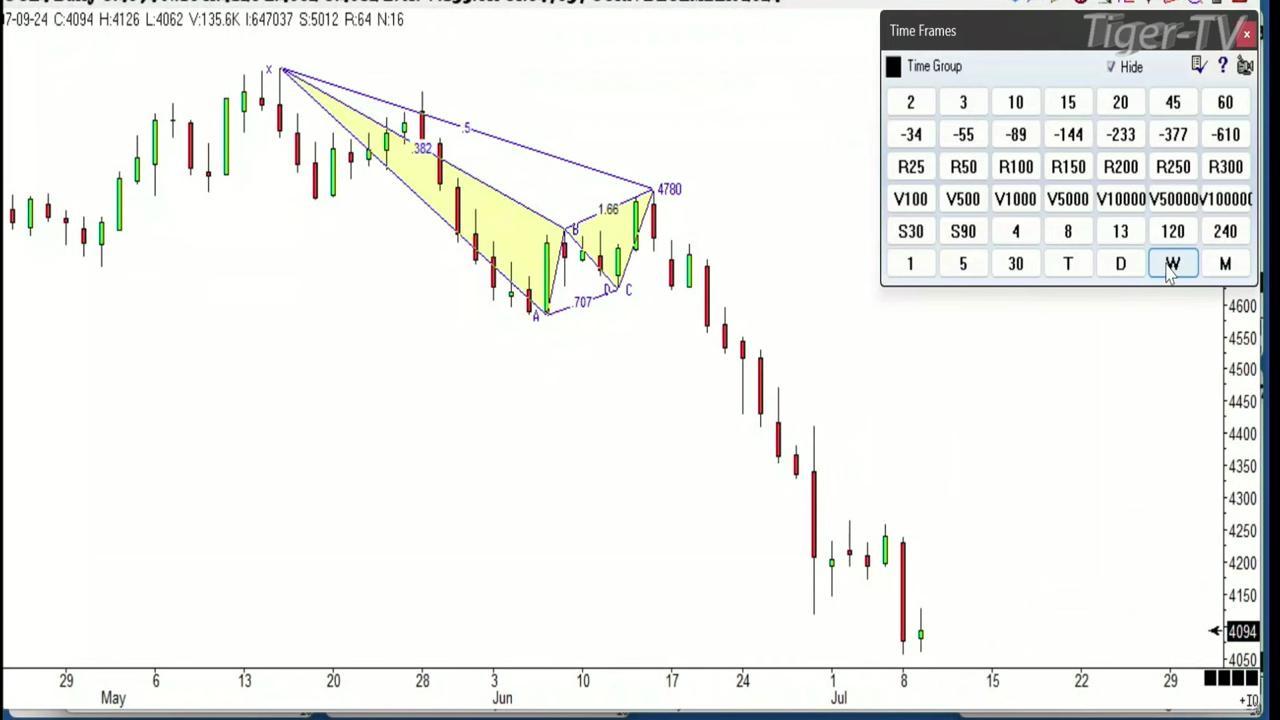 7-09-24 C:4094 H:4126 L:4062 V:135.6K I:647037 S:5012 R:64 N:16
Time Frames
Tiger-TV
Time Group
Hide
?
2 3 10 15 20 45 60
-34 -55 -89 -144 -233 -377 -610
R25 R50 R100 R150 R200 R250 R300
V100 V500 V1000 V5000 V10000 V50000 V100000
S30 S90 4 8 13 120 240
1 5 30 T D W M
X
.5
.382
4780
1.66
B
D C
.707
A
4600
4550
4500
4450
4400
4350
4300
4250
4200
4150
4094
4050
29 6 13 20 28 3 10 17 24 1 8 15 22 29
May Jun Jul